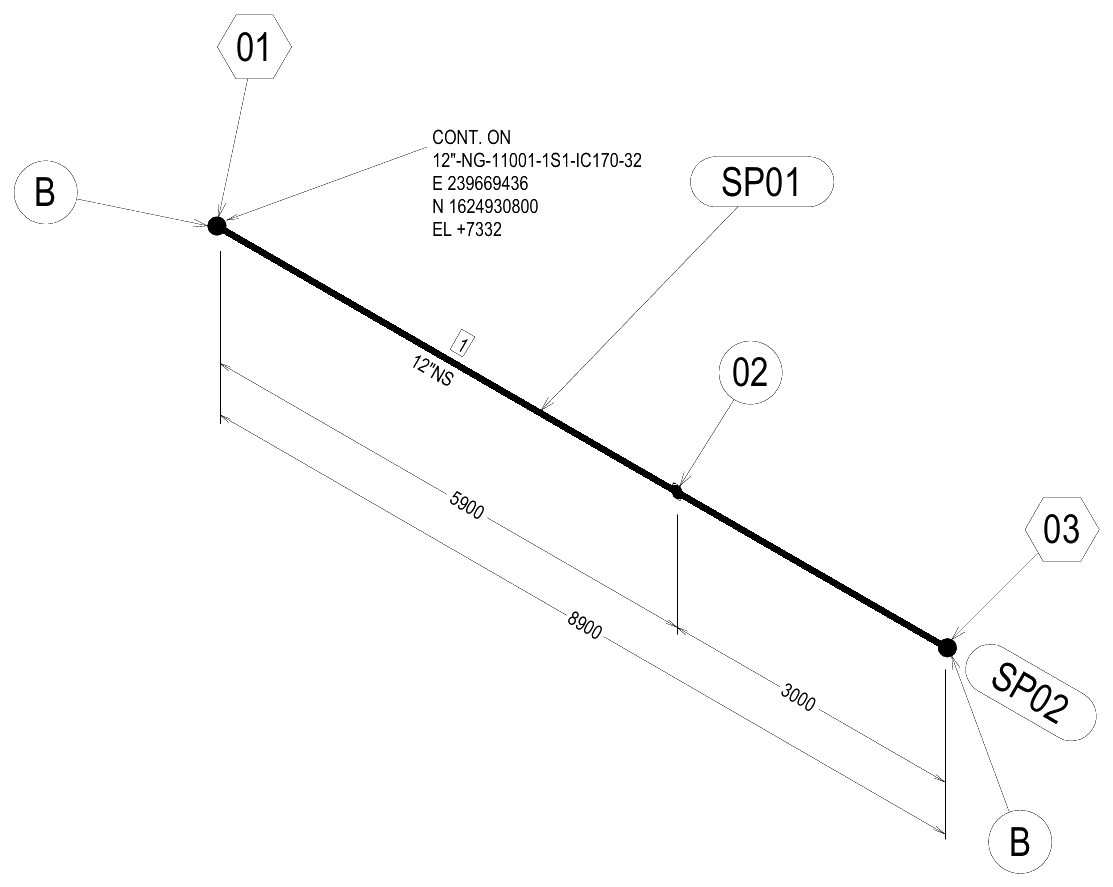 01
CONT. ON
12"-NG-11001-1S1-IC170-32
E 239669436
N 1624930800
EL +7332
B
SP01
1
12"NS
02
5900
03
8900
SP02
3000
B